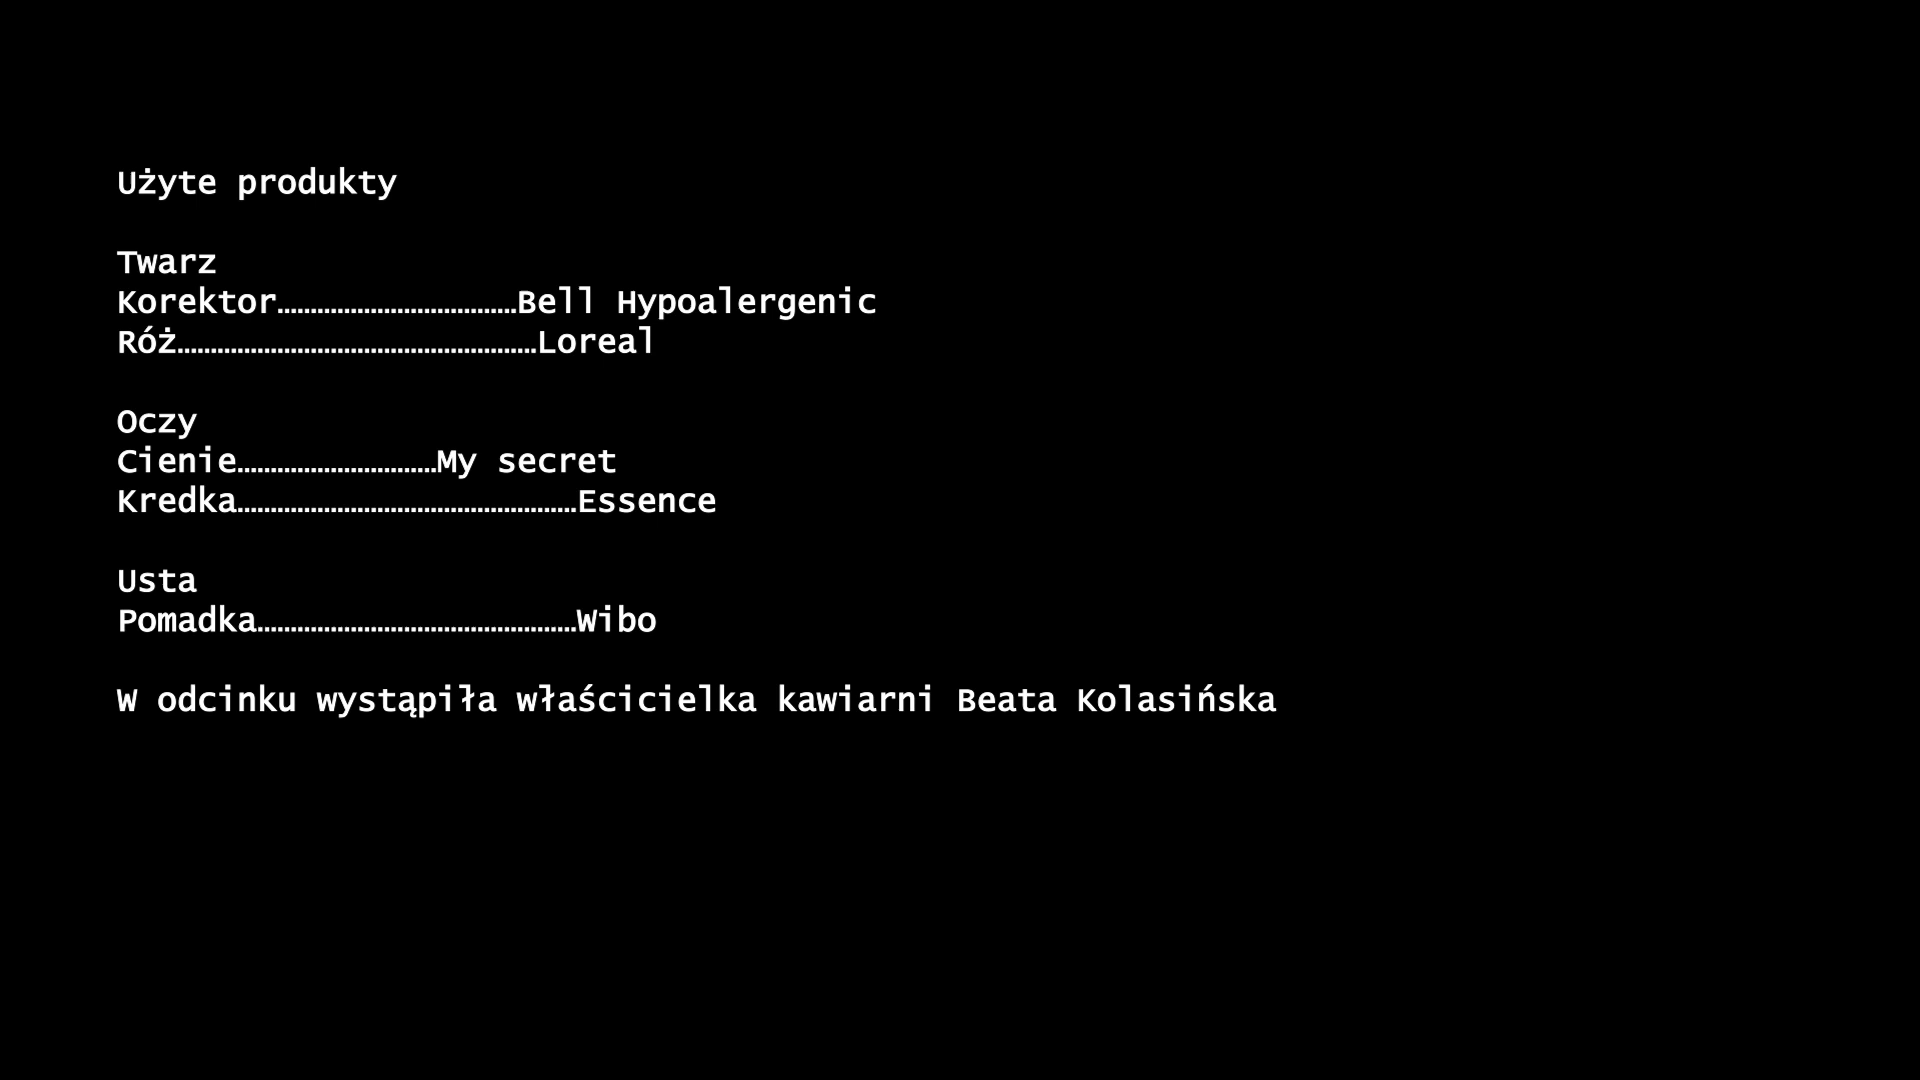 Użyte produkty
Twarz
Korektor…………………………………Bell Hypoalergenic
Róż……………………………………………………Loreal
Oczy
Cienie……………………………My secret
Kredka…………………………………………………Essence
Usta
Pomadka………………………………………………Wibo
W odcinku wystąpiła właścicielka kawiarni Beata Kolasińska